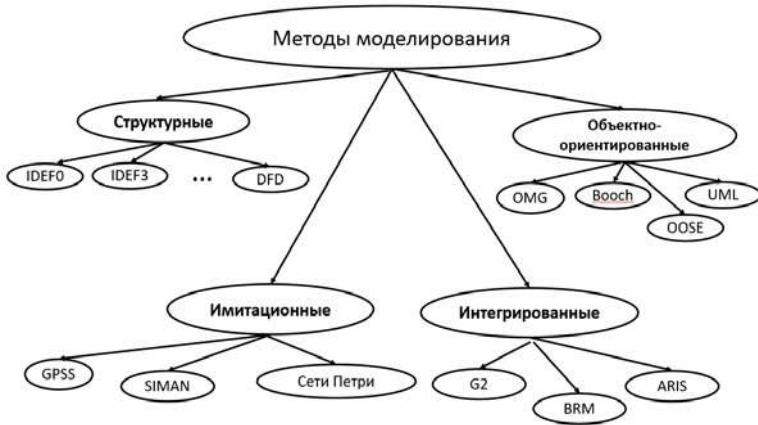 Методы моделирования
Структурные
Объектно-
ориентированные
IDEF0
IDEF3
...
DFD
OMG
Booch
UML
OOSE
Имитационные
Интегрированные
GPSS
SIMAN
Сети Петри
G2
BRM
ARIS